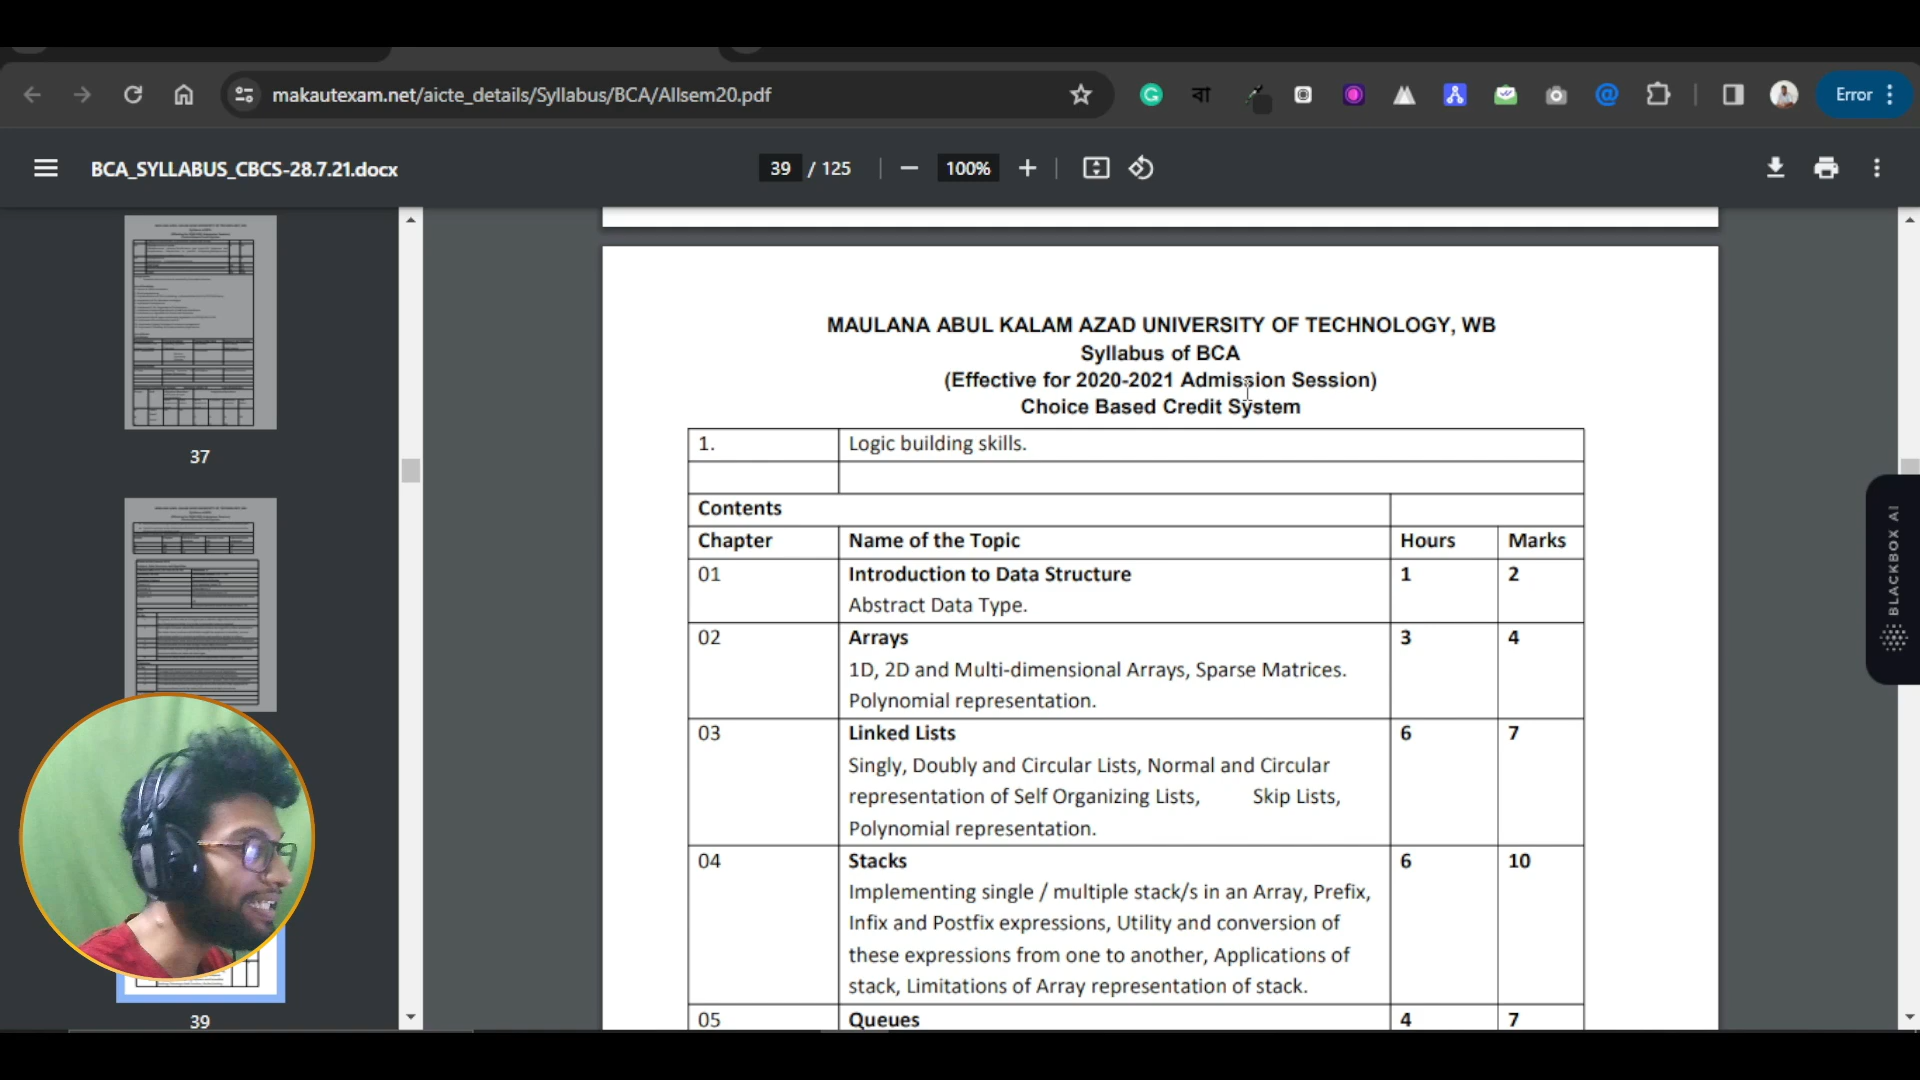 makautexam.net/aicte_details/Syllabus/BCA/Allsem20.pdf
বা
Error
BCA_SYLLABUS_CBCS-28.7.21.docx
39 / 125
100%
37
39
MAULANA ABUL KALAM AZAD UNIVERSITY OF TECHNOLOGY, WB
Syllabus of BCA
(Effective for 2020-2021 Admission Session)
Choice Based Credit System
1. Logic building skills.
Contents
Chapter Name of the Topic Hours Marks
01 Introduction to Data Structure 1 2
Abstract Data Type.
02 Arrays 3 4
1D, 2D and Multi-dimensional Arrays, Sparse Matrices.
Polynomial representation.
03 Linked Lists 6 7
Singly, Doubly and Circular Lists, Normal and Circular
representation of Self Organizing Lists, Skip Lists,
Polynomial representation.
04 Stacks 6 10
Implementing single / multiple stack/s in an Array, Prefix,
Infix and Postfix expressions, Utility and conversion of
these expressions from one to another, Applications of
stack, Limitations of Array representation of stack.
05 Queues 4 7
BLACKBOX AI